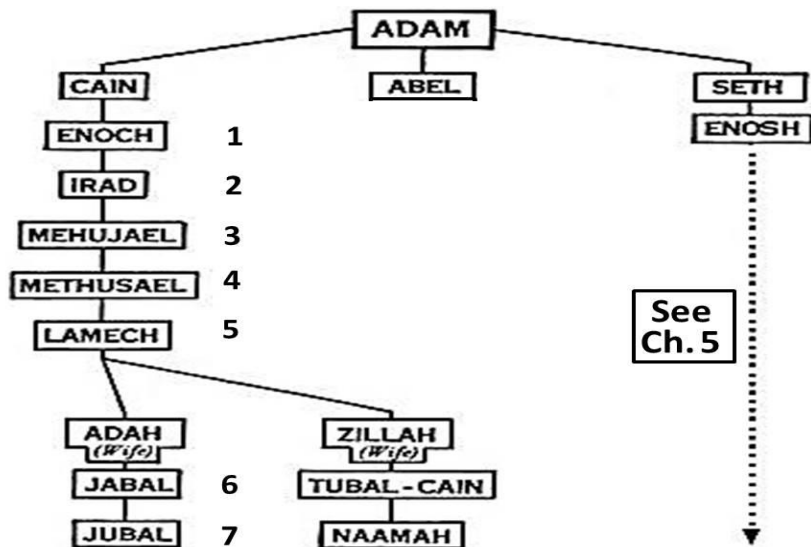 ADAM
CAIN ABEL SETH
ENOCH 1 ENOSH
IRAD 2
MEHUJAEL 3
METHUSAEL 4
LAMECH 5
See
Ch. 5
ADAH ZILLAH
(Wife) (Wife)
JABAL 6 TUBAL-CAIN
JUBAL 7 NAAMAH